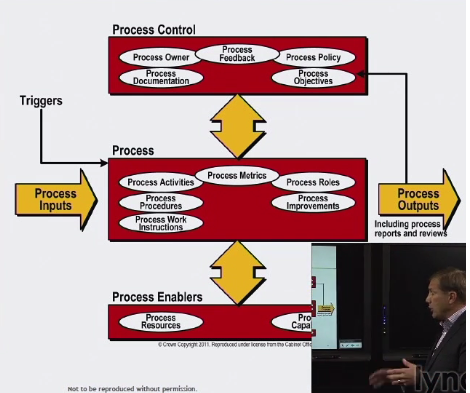 Process Control
Process Owner
Process
Feedback
Process Policy
Process
Documentation
Process
Objectives
Triggers
Process
Process Activities
Process Metrics
Process Roles
Process
Procedures
Process
Improvements
Process Work
Instructions
Process
Inputs
Process
Outputs
Including process
reports and reviews
Process Enablers
Process
Resources
© Crown Copyright 2011. Reproduced under license from the Cabinet
Not to be reproduced without permission.